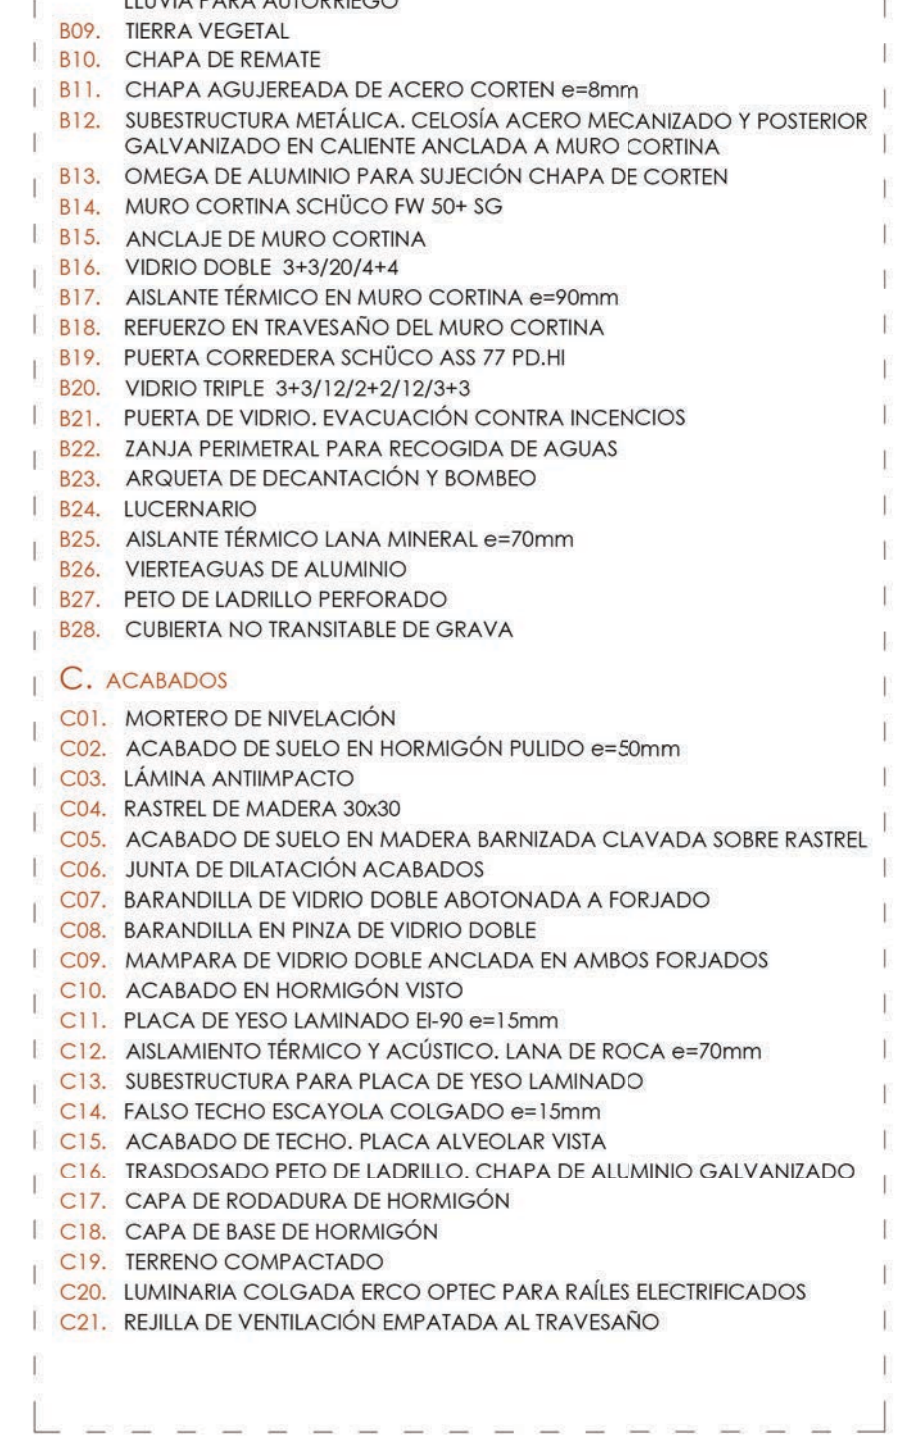 LLUVIA PARA AUTORRIEGO
B09. TIERRA VEGETAL
B10. CHAPA DE REMATE
B11. CHAPA AGUJEREADA DE ACERO CORTEN e=8mm
B12. SUBESTRUCTURA METÁLICA. CELOSÍA ACERO MECANIZADO Y POSTERIOR
GALVANIZADO EN CALIENTE ANCLADA A MURO CORTINA
B13. OMEGA DE ALUMINIO PARA SUJECIÓN CHAPA DE CORTEN
B14. MURO CORTINA SCHÜCO FW 50+ SG
B15. ANCLAJE DE MURO CORTINA
B16. VIDRIO DOBLE 3+3/20/4+4
B17. AISLANTE TÉRMICO EN MURO CORTINA e=90mm
B18. REFUERZO EN TRAVESAÑO DEL MURO CORTINA
B19. PUERTA CORREDERA SCHÜCO ASS 77 PD.HI
B20. VIDRIO TRIPLE 3+3/12/2+2/12/3+3
B21. PUERTA DE VIDRIO. EVACUACIÓN CONTRA INCENCIOS
B22. ZANJA PERIMETRAL PARA RECOGIDA DE AGUAS
B23. ARQUETA DE DECANTACIÓN Y BOMBEO
B24. LUCERNARIO
B25. AISLANTE TÉRMICO LANA MINERAL e=70mm
B26. VIERTEAGUAS DE ALUMINIO
B27. PETO DE LADRILLO PERFORADO
B28. CUBIERTA NO TRANSITABLE DE GRAVA
C. ACABADOS
C01. MORTERO DE NIVELACIÓN
C02. ACABADO DE SUELO EN HORMIGÓN PULIDO e=50mm
C03. LÁMINA ANTIIMPACTO
C04. RASTREL DE MADERA 30x30
C05. ACABADO DE SUELO EN MADERA BARNIZADA CLAVADA SOBRE RASTREL
C06. JUNTA DE DILATACIÓN ACABADOS
C07. BARANDILLA DE VIDRIO DOBLE ABOTONADA A FORJADO
C08. BARANDILLA EN PINZA DE VIDRIO DOBLE
C09. MAMPARA DE VIDRIO DOBLE ANCLADA EN AMBOS FORJADOS
C10. ACABADO EN HORMIGÓN VISTO
C11. PLACA DE YESO LAMINADO EI-90 e=15mm
C12. AISLAMIENTO TÉRMICO Y ACÚSTICO. LANA DE ROCA e=70mm
C13. SUBESTRUCTURA PARA PLACA DE YESO LAMINADO
C14. FALSO TECHO ESCAYOLA COLGADO e=15mm
C15. ACABADO DE TECHO. PLACA ALVEOLAR VISTA
C16. TRASDOSADO PETO DE LADRILLO. CHAPA DE ALUMINIO GALVANIZADO
C17. CAPA DE RODADURA DE HORMIGÓN
C18. CAPA DE BASE DE HORMIGÓN
C19. TERRENO COMPACTADO
C20. LUMINARIA COLGADA ERCO OPTEC PARA RAÍLES ELECTRIFICADOS
C21. REJILLA DE VENTILACIÓN EMPATADA AL TRAVESAÑO